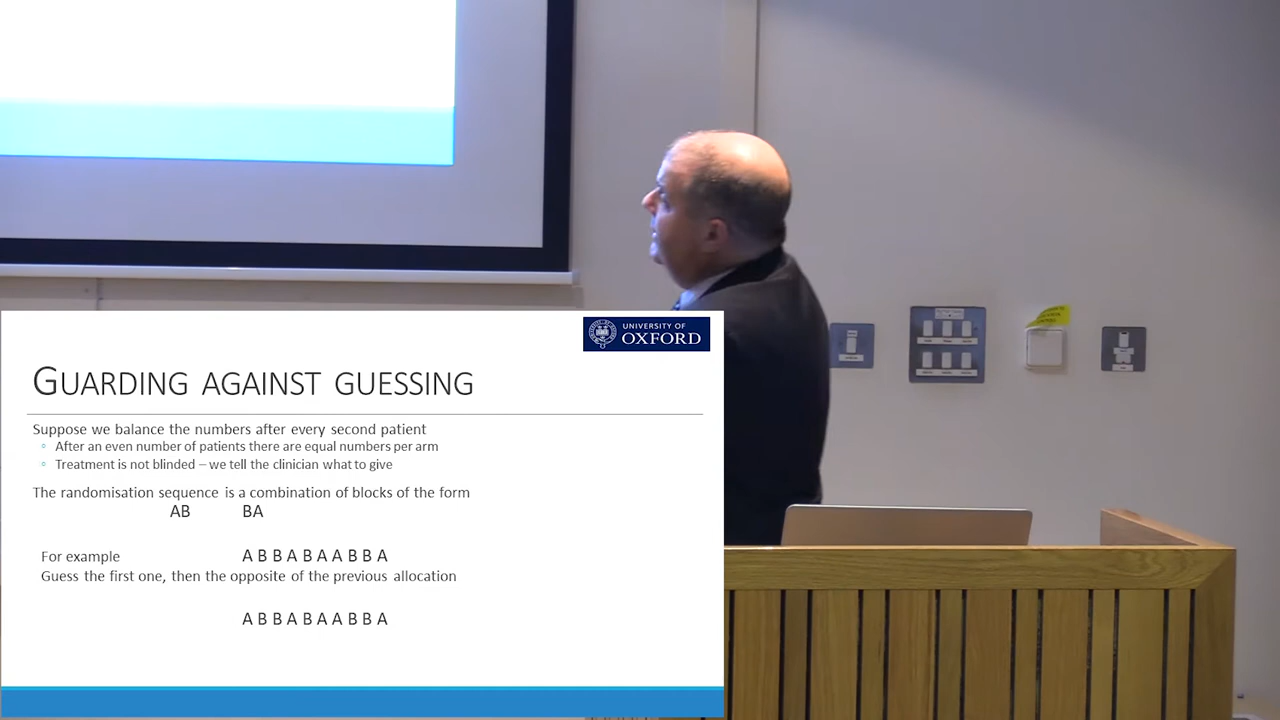 UNIVERSITY OF
OXFORD
GUARDING AGAINST GUESSING
Suppose we balance the numbers after every second patient
◦ After an even number of patients there are equal numbers per arm
◦ Treatment is not blinded – we tell the clinician what to give
The randomisation sequence is a combination of blocks of the form
AB BA
For example A B B A B A A B B A
Guess the first one, then the opposite of the previous allocation
A B B A B A A B B A